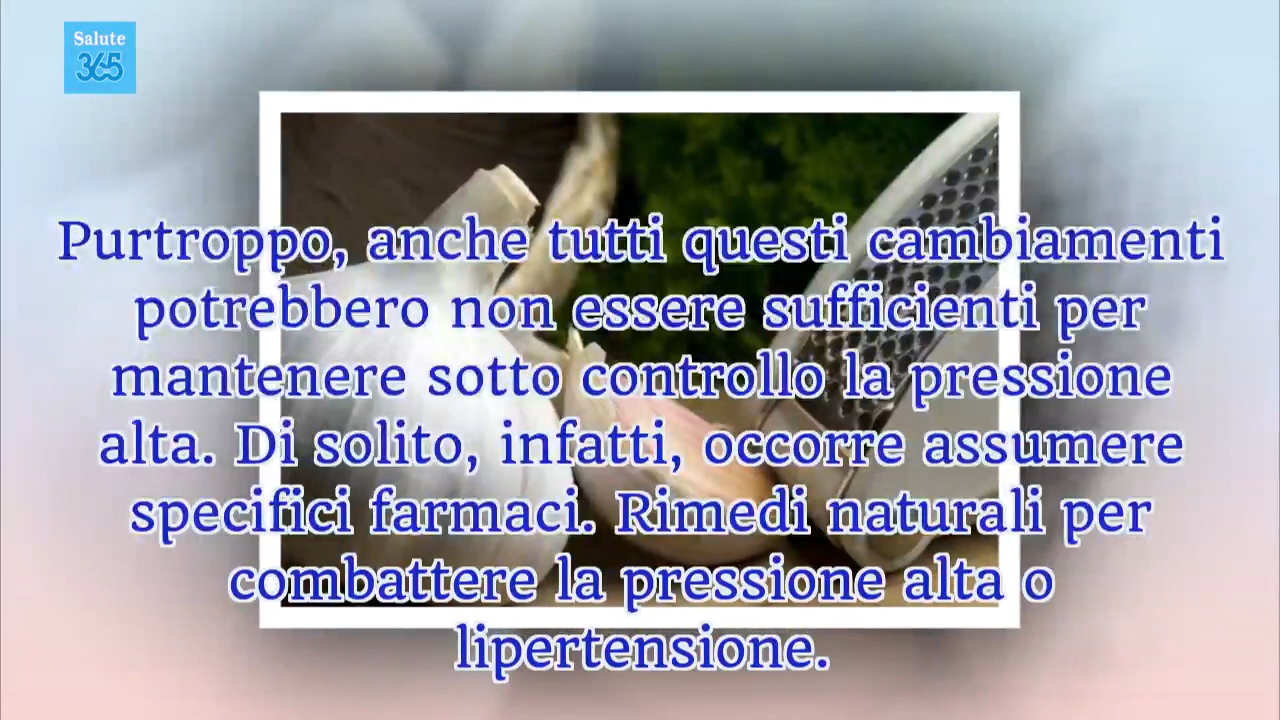 Salute
365
Purtroppo, anche tutti questi cambiamenti
potrebbero non essere sufficienti per
mantenere sotto controllo la pressione
alta. Di solito, infatti, occorre assumere
specifici farmaci. Rimedi naturali per
combattere la pressione alta o
lipertensione.